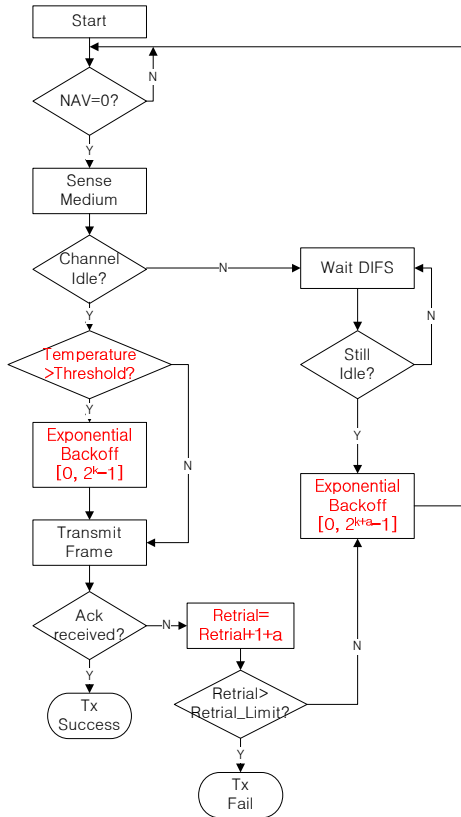 Start
NAV=0?
N
Y
Sense
Medium
Channel
Idle?
N
Wait DIFS
Y
N
Temperature
>Threshold?
Still
Idle?
Y
N
Y
Exponential
Backoff
[0, 2ᵏ–1]
Exponential
Backoff
[0, 2ᵏ⁺ᵃ–1]
Transmit
Frame
Ack
received?
N
Retrial=
Retrial+1+a
N
Y
Tx
Success
Retrial>
Retrial_Limit?
Y
Tx
Fail